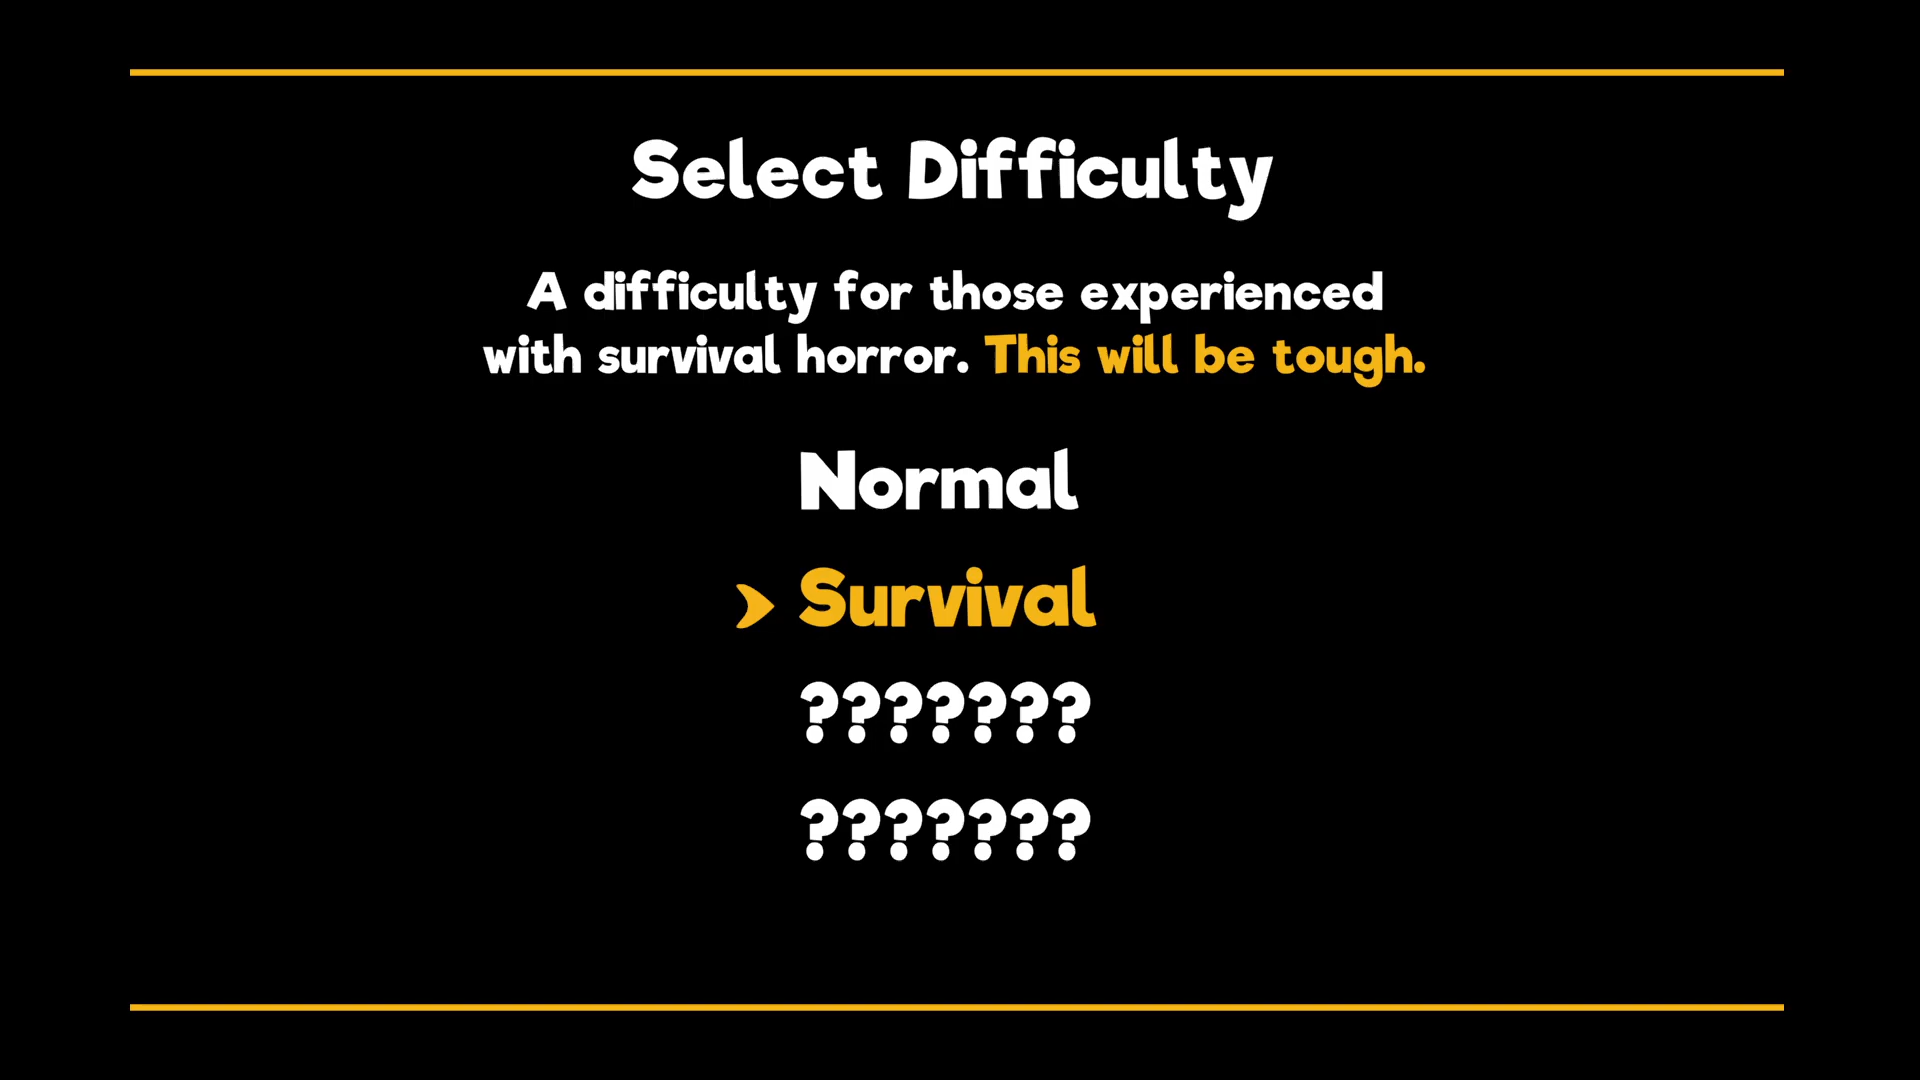 Select Difficulty
A difficulty for those experienced
with survival horror. This will be tough.
Normal
Survival
???????
???????